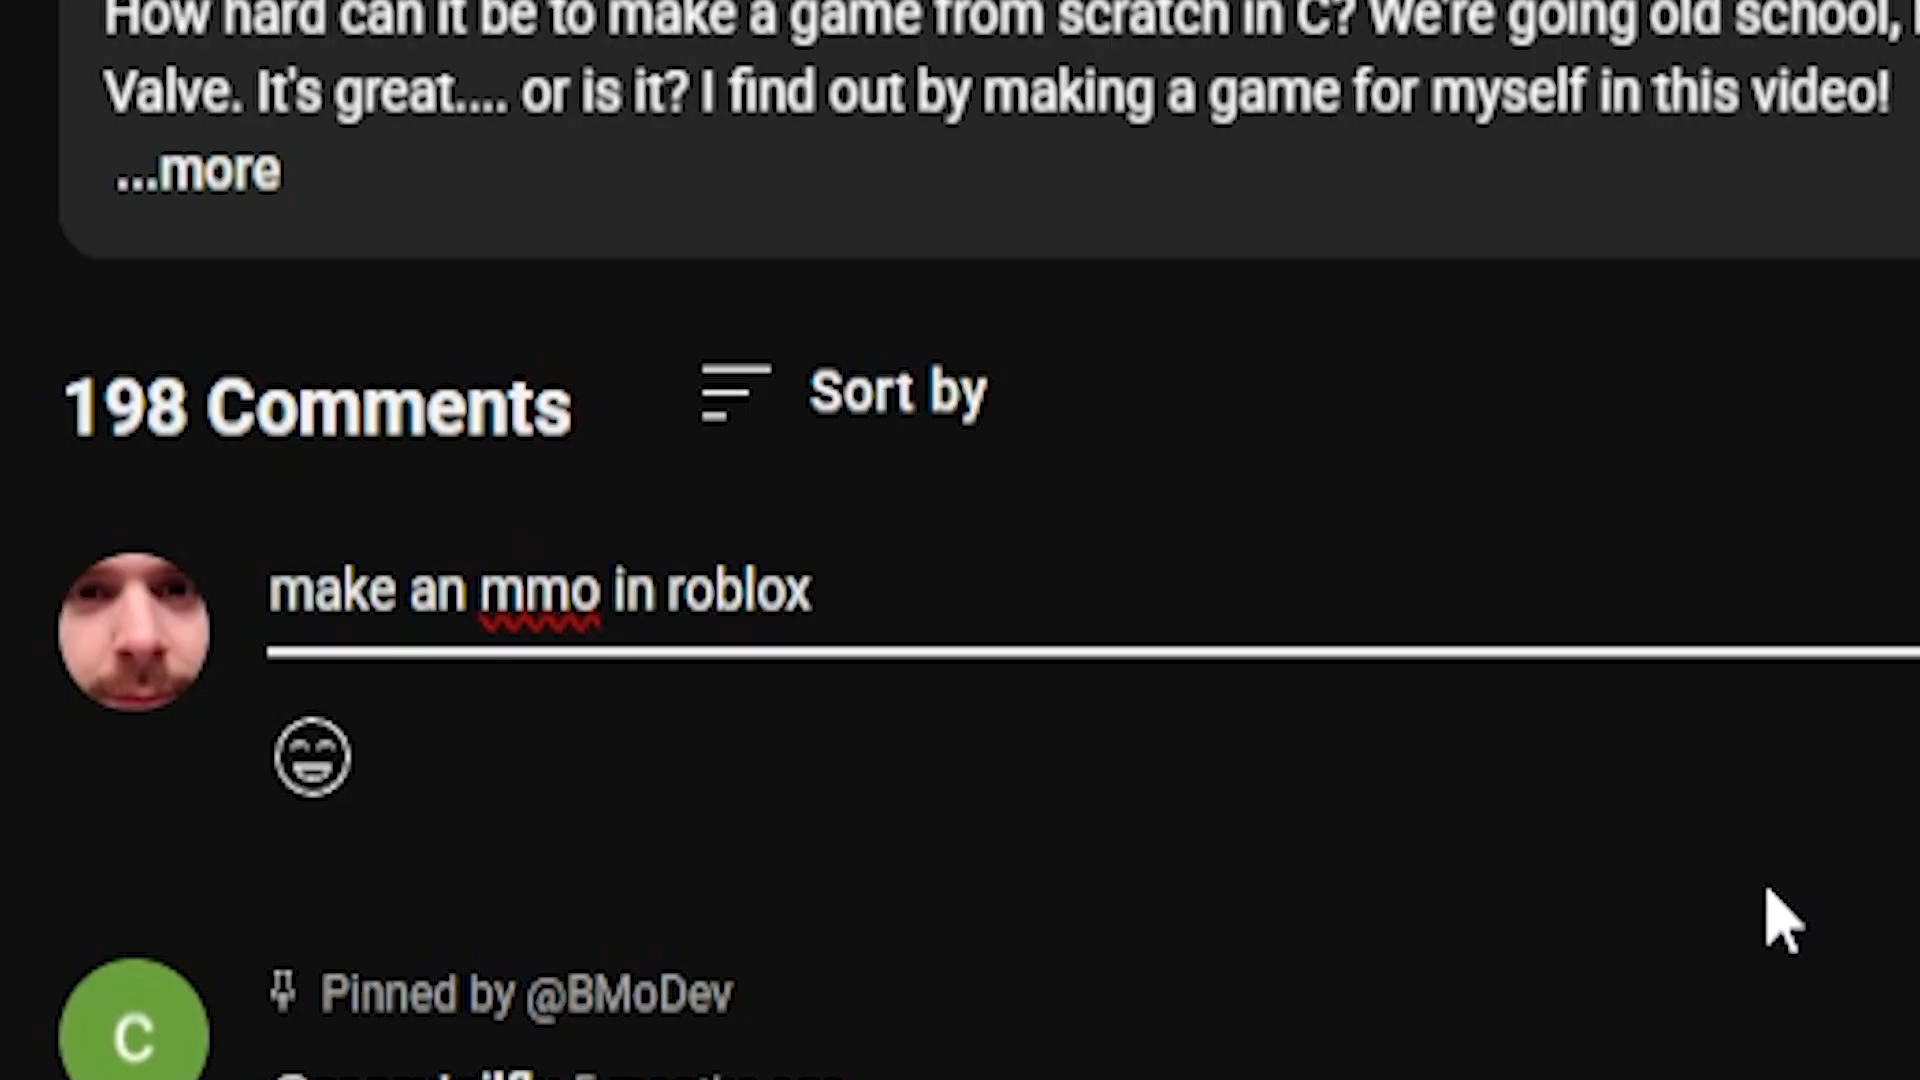 How hard can it be to make a game from scratch in C? We're going old school,
Valve. It's great.... or is it? I find out by making a game for myself in this video!
...more
198 Comments
Sort by
make an mmo in roblox
Pinned by @BMoDev
C